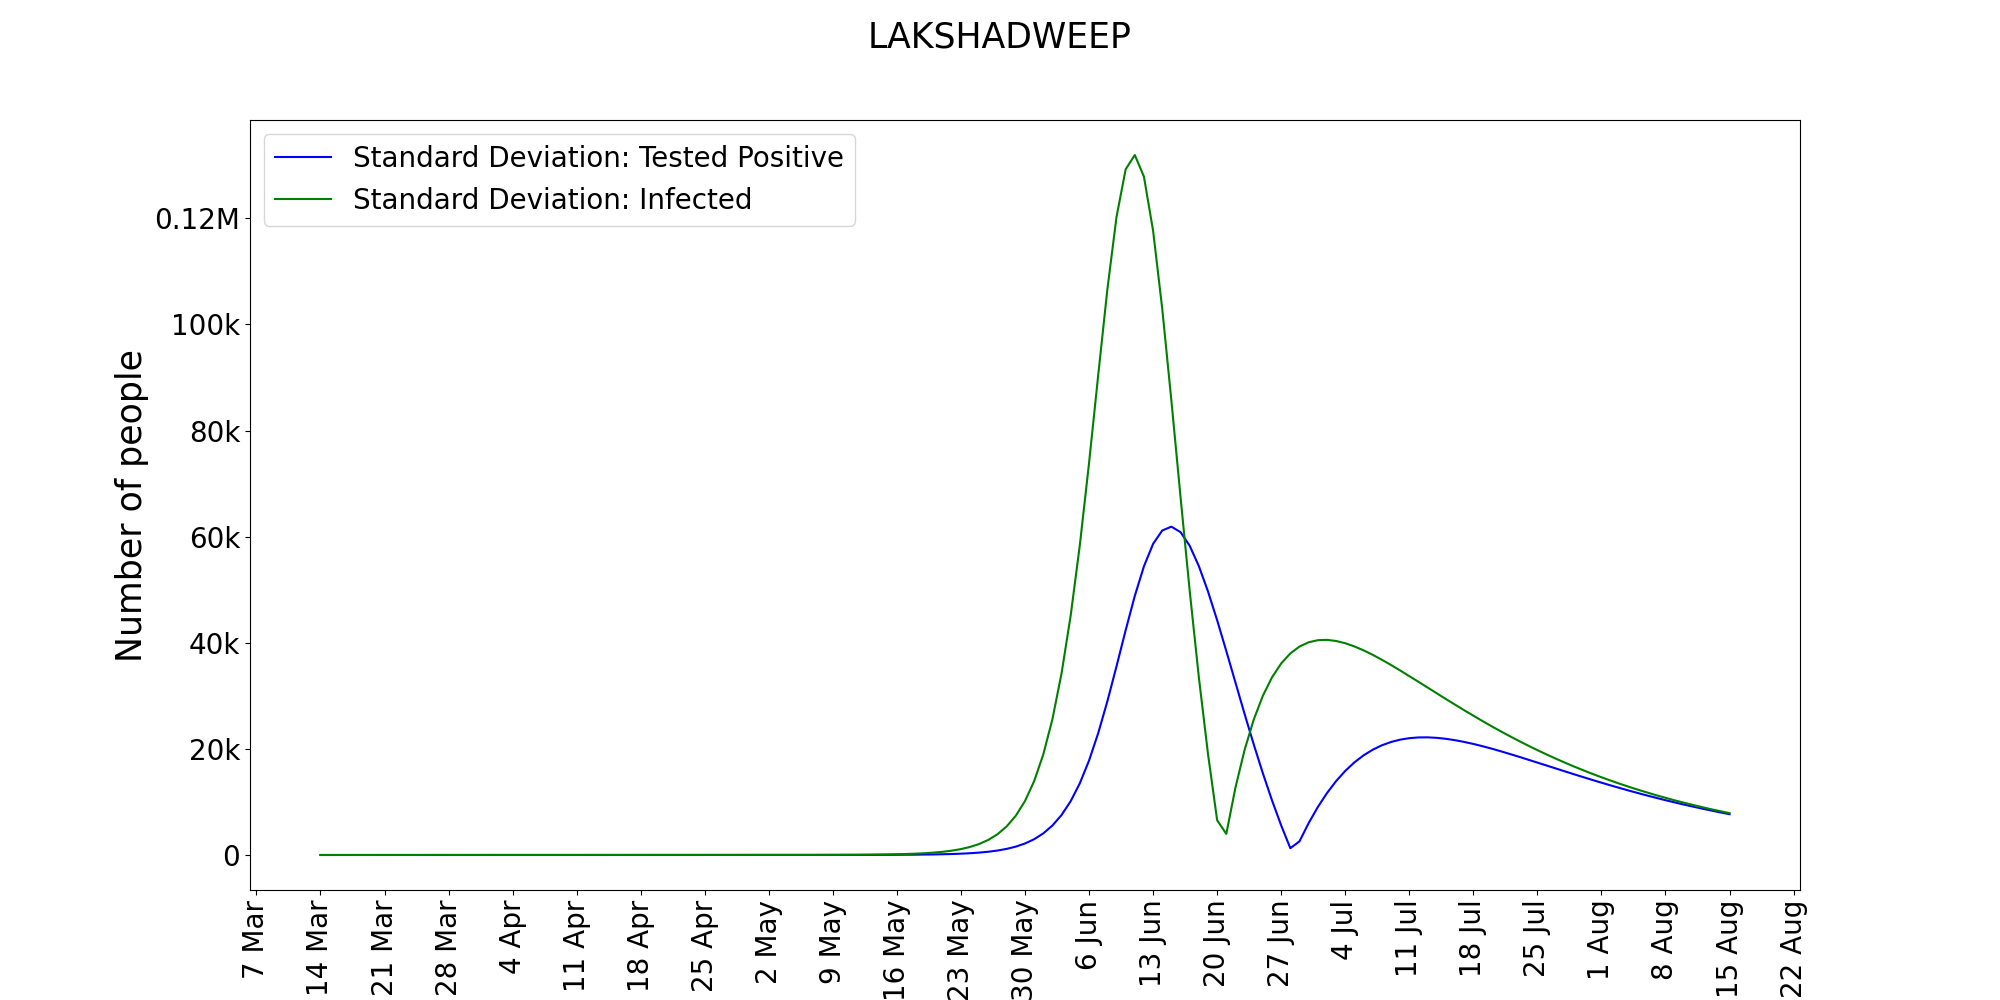 LAKSHADWEEP
Standard Deviation: Tested Positive
Standard Deviation: Infected
Number of people
0.12M
100k
80k
60k
40k
20k
0
7 Mar
14 Mar
21 Mar
28 Mar
4 Apr
11 Apr
18 Apr
25 Apr
2 May
9 May
16 May
23 May
30 May
6 Jun
13 Jun
20 Jun
27 Jun
4 Jul
11 Jul
18 Jul
25 Jul
1 Aug
8 Aug
15 Aug
22 Aug